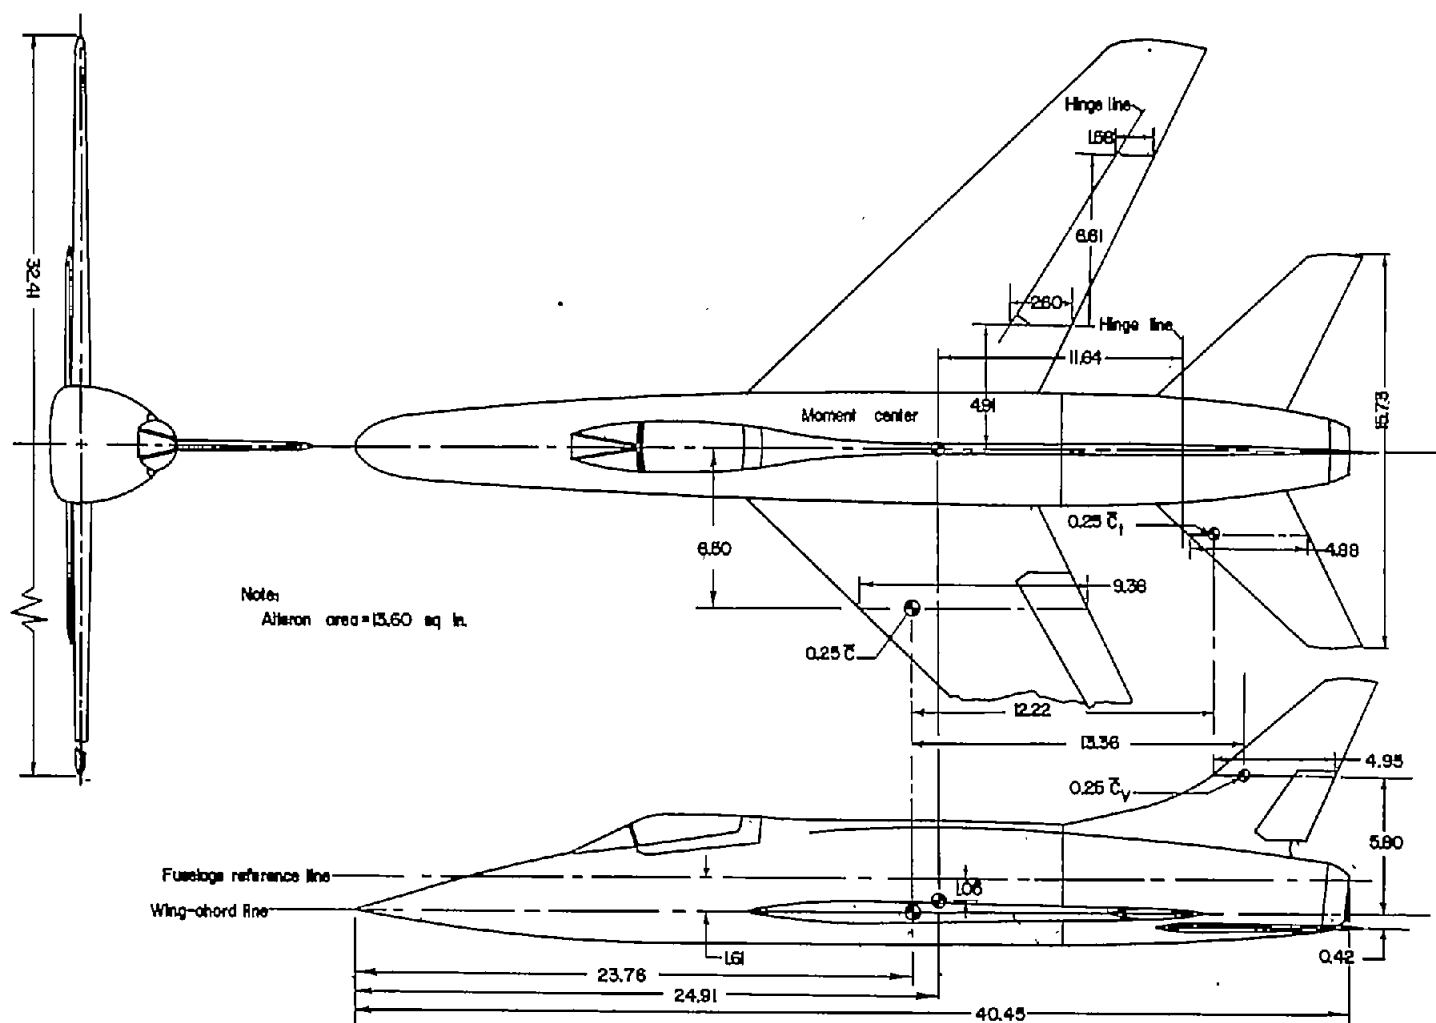 Hinge line
1.68
6.61
32.41
2.60
Hinge line
11.64
4.91
Moment center
15.73
0.25 c̄t
6.50
4.88
9.38
Note:
Aileron area=13.60 sq in.
0.25 c̄
12.22
13.36
4.95
0.25 c̄v
5.80
Fuselage reference line
1.06
Wing-chord line
1.61
0.42
23.76
24.91
40.45